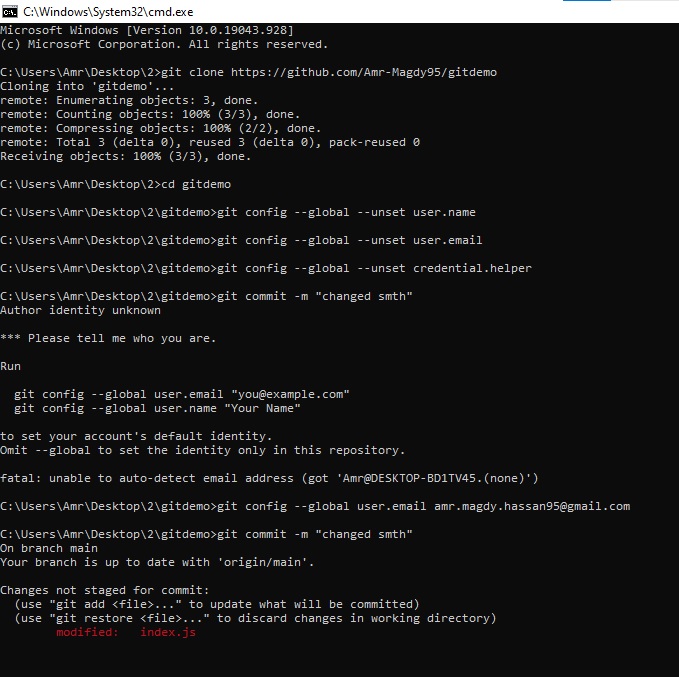 C:\Windows\System32\cmd.exe
Microsoft Windows [Version 10.0.19043.928]
(c) Microsoft Corporation. All rights reserved.
C:\Users\Amr\Desktop\2>git clone https://github.com/Amr-Magdy95/gitdemo
Cloning into 'gitdemo'...
remote: Enumerating objects: 3, done.
remote: Counting objects: 100% (3/3), done.
remote: Compressing objects: 100% (2/2), done.
remote: Total 3 (delta 0), reused 3 (delta 0), pack-reused 0
Receiving objects: 100% (3/3), done.
C:\Users\Amr\Desktop\2>cd gitdemo
C:\Users\Amr\Desktop\2\gitdemo>git config --global --unset user.name
C:\Users\Amr\Desktop\2\gitdemo>git config --global --unset user.email
C:\Users\Amr\Desktop\2\gitdemo>git config --global --unset credential.helper
C:\Users\Amr\Desktop\2\gitdemo>git commit -m "changed smth"
Author identity unknown
*** Please tell me who you are.
Run
git config --global user.email "you@example.com"
git config --global user.name "Your Name"
to set your account's default identity.
Omit --global to set the identity only in this repository.
fatal: unable to auto-detect email address (got 'Amr@DESKTOP-BD1TV45.(none)')
C:\Users\Amr\Desktop\2\gitdemo>git config --global user.email amr.magdy.hassan95@gmail.com
C:\Users\Amr\Desktop\2\gitdemo>git commit -m "changed smth"
On branch main
Your branch is up to date with 'origin/main'.
Changes not staged for commit:
(use "git add <file>..." to update what will be committed)
(use "git restore <file>..." to discard changes in working directory)
modified: index.js